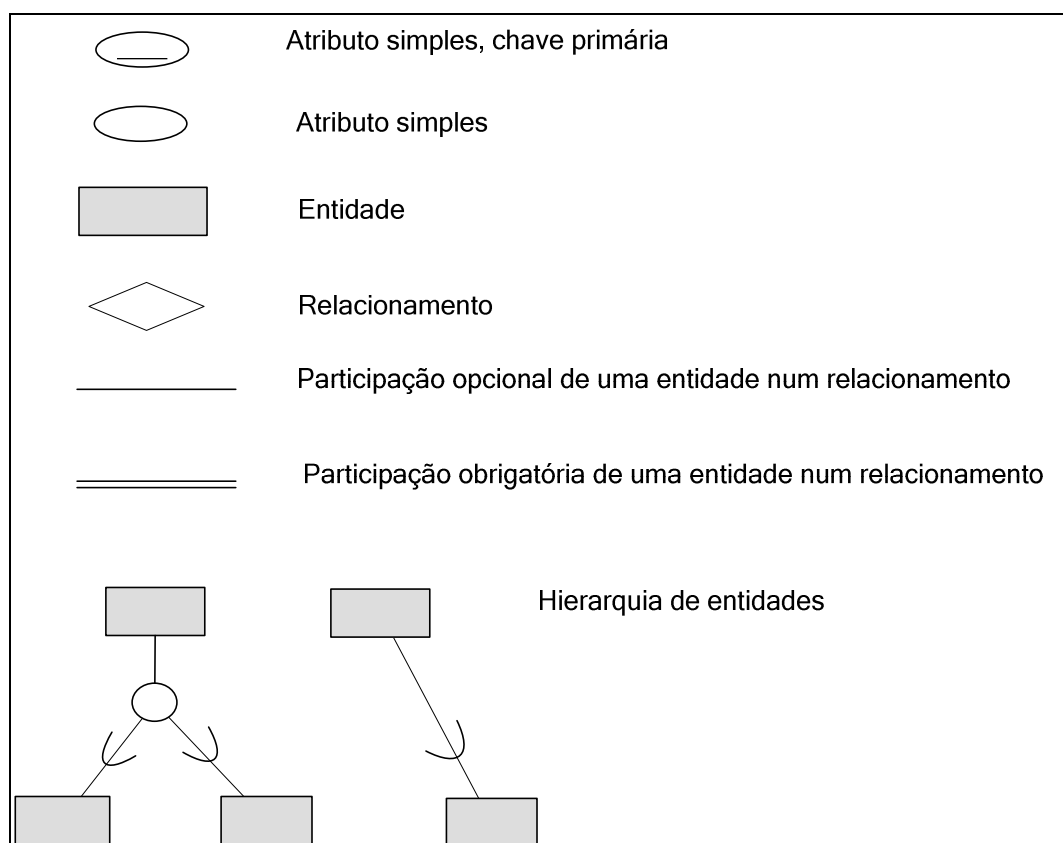 Atributo simples, chave primária
Atributo simples
Entidade
Relacionamento
Participação opcional de uma entidade num relacionamento
Participação obrigatória de uma entidade num relacionamento
Hierarquia de entidades